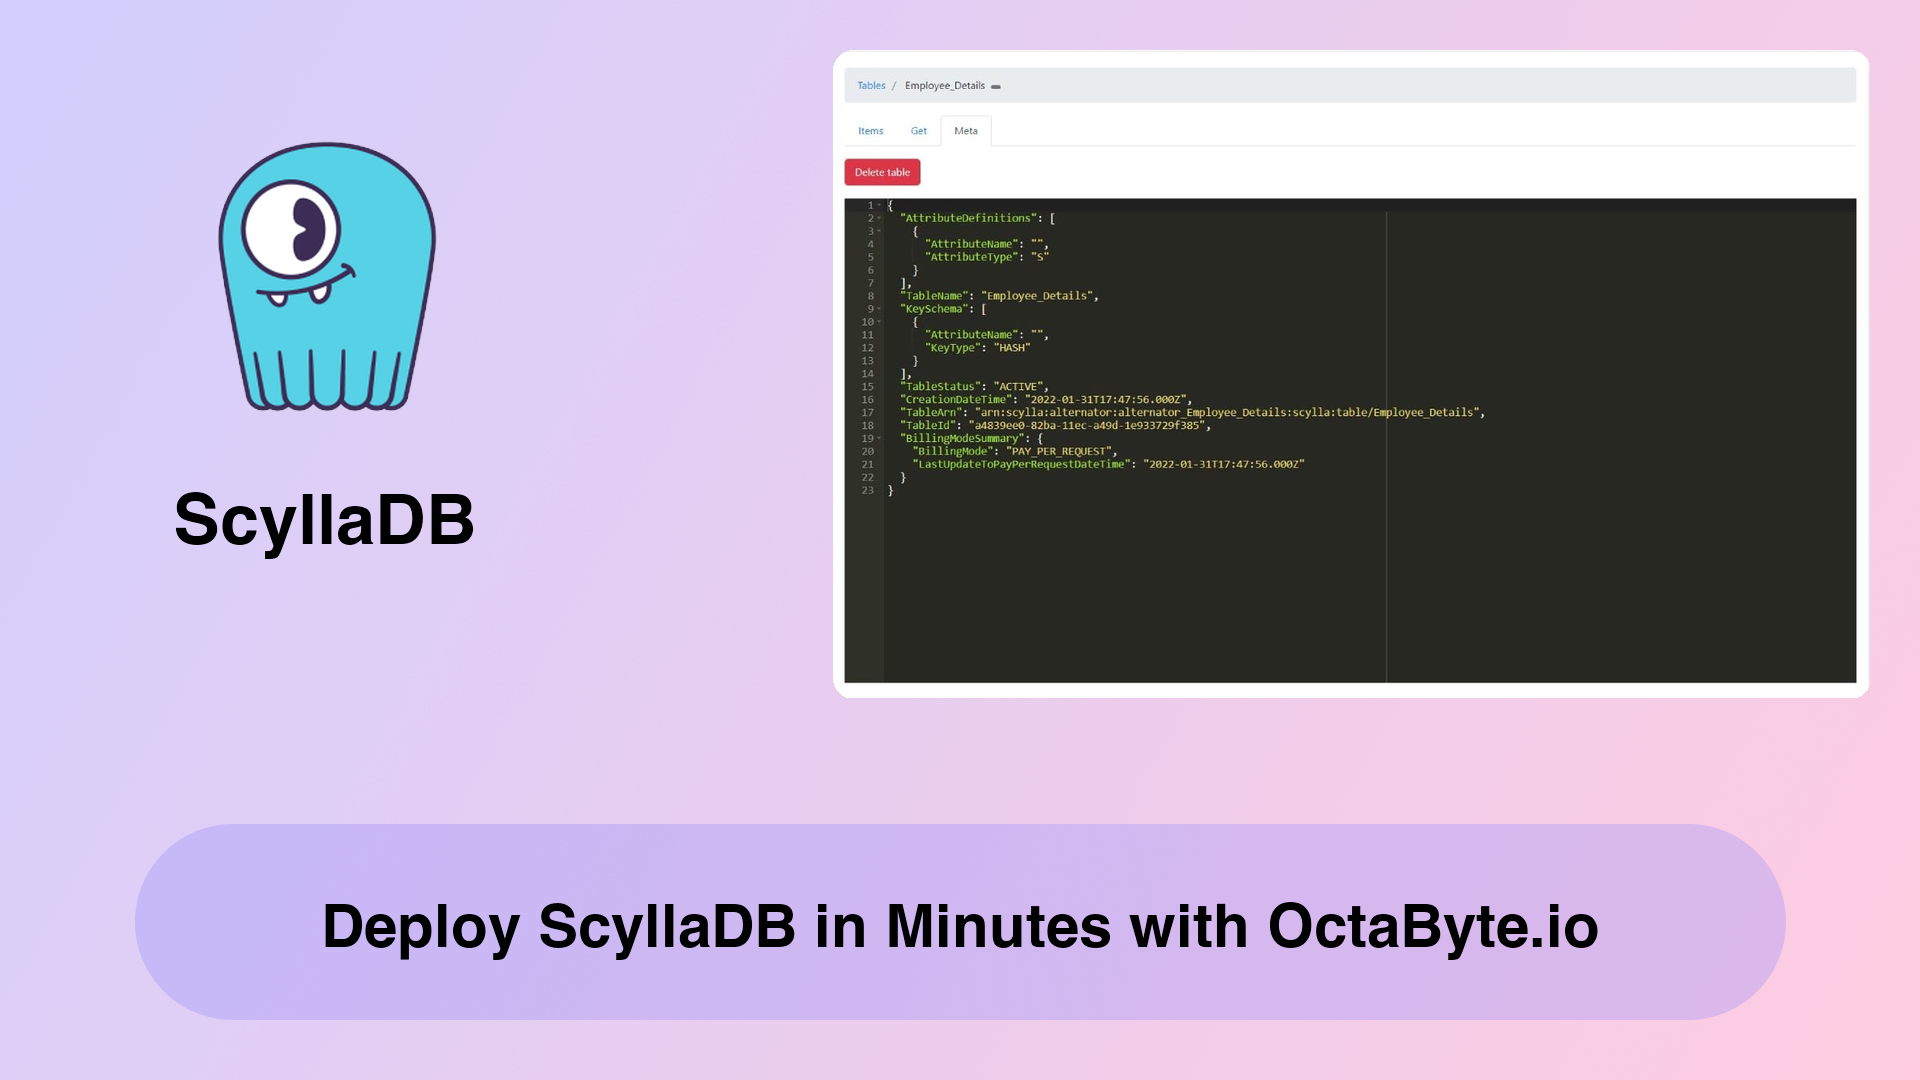 ScyllaDB
Tables / Employee_Details
Items Get Meta
Delete table
1 {
2 "AttributeDefinitions": [
3 {
4 "AttributeName": "",
5 "AttributeType": "S"
6 }
7 ],
8 "TableName": "Employee_Details",
9 "KeySchema": [
10 {
11 "AttributeName": "",
12 "KeyType": "HASH"
13 }
14 ],
15 "TableStatus": "ACTIVE",
16 "CreationDateTime": "2022-01-31T17:47:56.000Z",
17 "TableArn": "arn:scylla:alternator:alternator_Employee_Details:scylla:table/Employee_Details",
18 "TableId": "a4839ee0-82ba-11ec-a49d-1e933729f385",
19 "BillingModeSummary": {
20 "BillingMode": "PAY_PER_REQUEST",
21 "LastUpdateToPayPerRequestDateTime": "2022-01-31T17:47:56.000Z"
22 }
23 }
Deploy ScyllaDB in Minutes with OctaByte.io